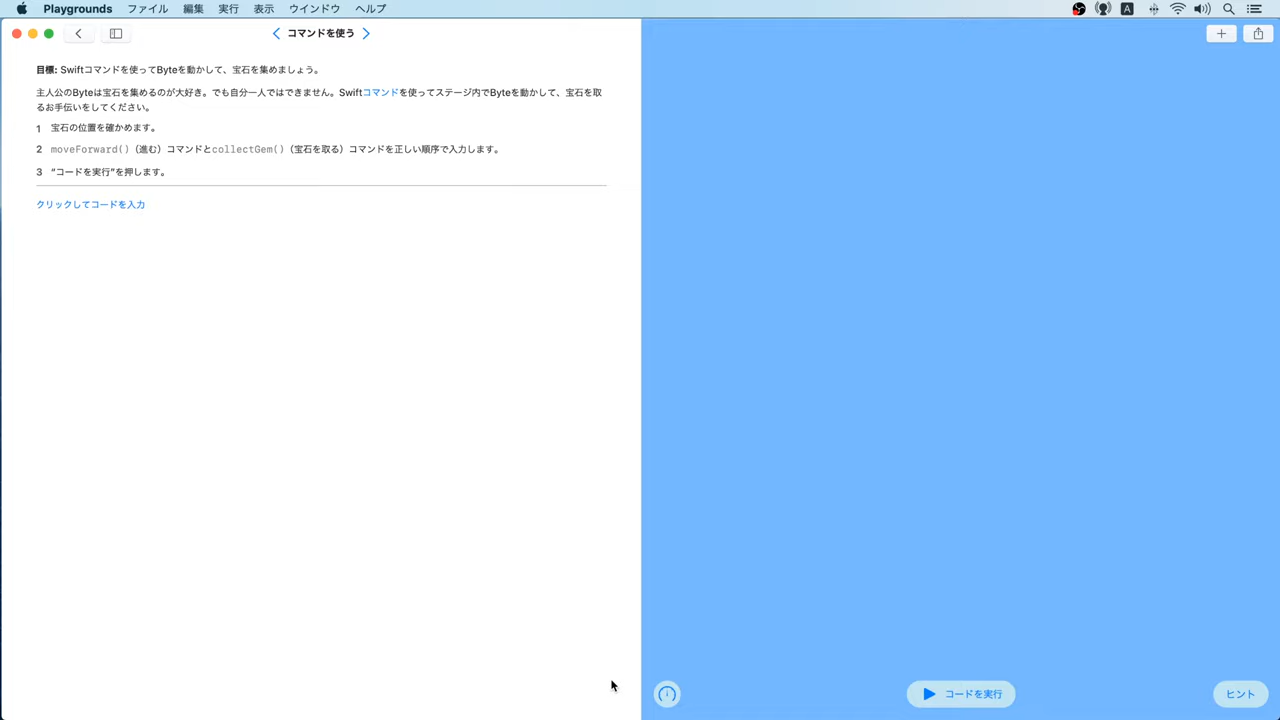 Playgrounds ファイル 編集 実行 表示 ウインドウ ヘルプ A
コマンドを使う
目標: Swiftコマンドを使ってByteを動かして、宝石を集めましょう。
主人公のByteは宝石を集めるのが大好き。でも自分一人ではできません。Swiftコマンドを使ってステージ内でByteを動かして、宝石を取
るお手伝いをしてください。
1 宝石の位置を確かめます。
2 moveForward()（進む）コマンドとcollectGem()（宝石を取る）コマンドを正しい順序で入力します。
3 “コードを実行”を押します。
クリックしてコードを入力
コードを実行
ヒント